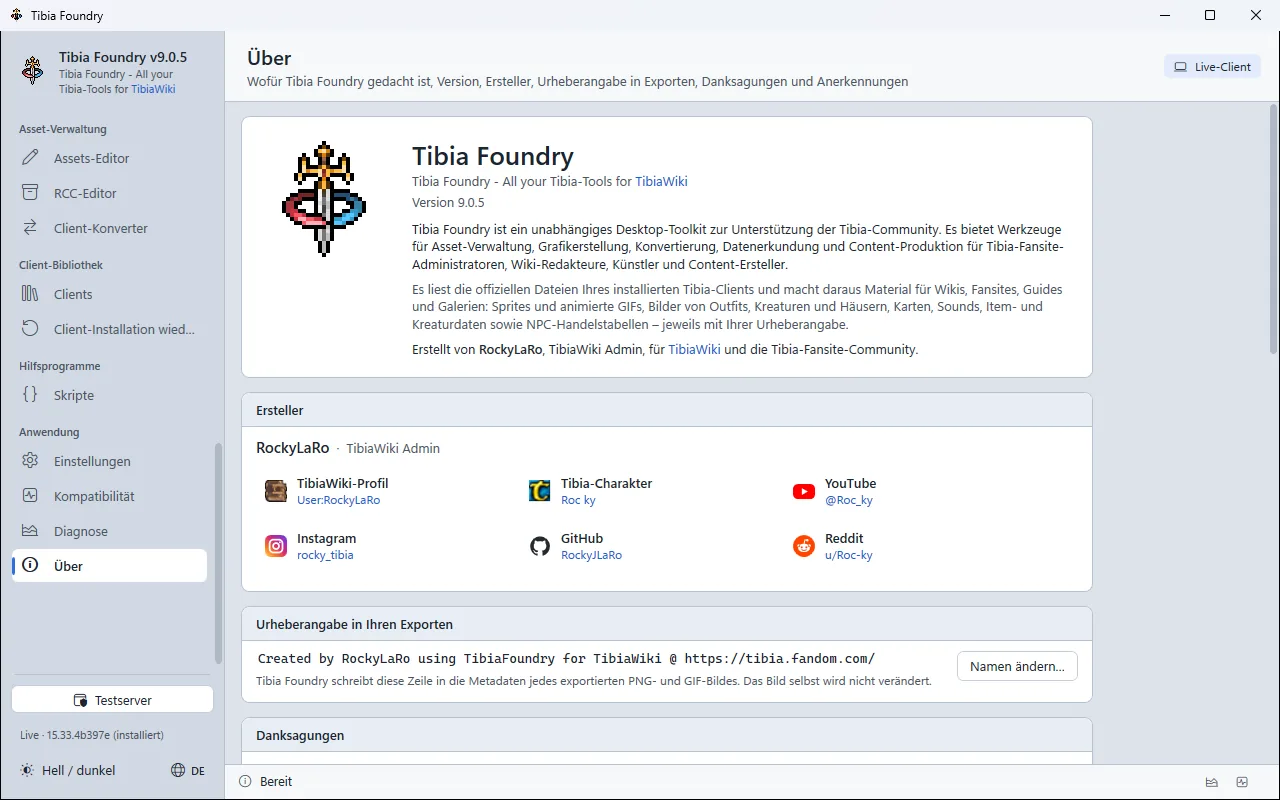 Tibia Foundry
Tibia Foundry v9.0.5
Tibia Foundry - All your
Tibia-Tools for TibiaWiki
Asset-Verwaltung
Assets-Editor
RCC-Editor
Client-Konverter
Client-Bibliothek
Clients
Client-Installation wied...
Hilfsprogramme
Skripte
Anwendung
Einstellungen
Kompatibilität
Diagnose
Über
Testserver
Live · 15.33.4b397e (installiert)
Hell / dunkel
DE
Über
Wofür Tibia Foundry gedacht ist, Version, Ersteller, Urheberangabe in Exporten, Danksagungen und Anerkennungen
Live-Client
Tibia Foundry
Tibia Foundry - All your Tibia-Tools for TibiaWiki
Version 9.0.5
Tibia Foundry ist ein unabhängiges Desktop-Toolkit zur Unterstützung der Tibia-Community. Es bietet Werkzeuge
für Asset-Verwaltung, Grafikerstellung, Konvertierung, Datenerkundung und Content-Produktion für Tibia-Fansite-
Administratoren, Wiki-Redakteure, Künstler und Content-Ersteller.
Es liest die offiziellen Dateien Ihres installierten Tibia-Clients und macht daraus Material für Wikis, Fansites, Guides
und Galerien: Sprites und animierte GIFs, Bilder von Outfits, Kreaturen und Häusern, Karten, Sounds, Item- und
Kreaturdaten sowie NPC-Handelstabellen – jeweils mit Ihrer Urheberangabe.
Erstellt von RockyLaRo, TibiaWiki Admin, für TibiaWiki und die Tibia-Fansite-Community.
Ersteller
RockyLaRo · TibiaWiki Admin
TibiaWiki-Profil
User:RockyLaRo
Tibia-Charakter
Roc ky
YouTube
@Roc_ky
Instagram
rocky_tibia
GitHub
RockyJLaRo
Reddit
u/Roc-ky
Urheberangabe in Ihren Exporten
Created by RockyLaRo using TibiaFoundry for TibiaWiki @ https://tibia.fandom.com/
Tibia Foundry schreibt diese Zeile in die Metadaten jedes exportierten PNG- und GIF-Bildes. Das Bild selbst wird nicht verändert.
Namen ändern...
Danksagungen
Bereit